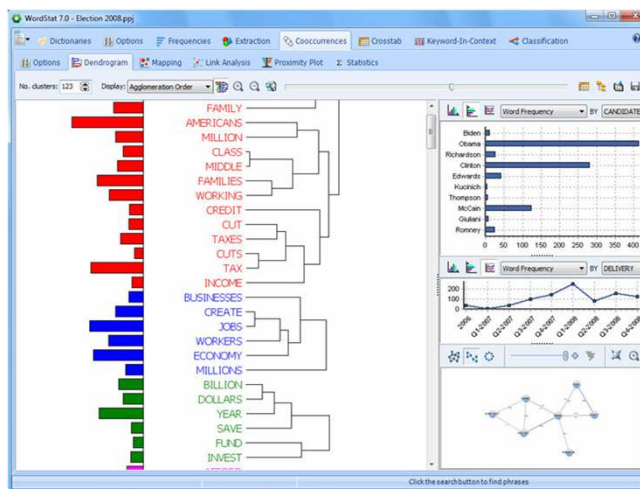 WordStat 7.0 - Election 2008.ppj
Dictionaries Options Frequencies Extraction Cooccurrences Crosstab Keyword-In-Context Classification
Options Dendrogram Mapping Link Analysis Proximity Plot Σ Statistics
No. clusters: 123 Display: Agglomeration Order
FAMILY
AMERICANS
MILLION
CLASS
MIDDLE
FAMILIES
WORKING
CREDIT
CUT
TAXES
CUTS
TAX
INCOME
BUSINESSES
CREATE
JOBS
WORKERS
ECONOMY
MILLIONS
BILLION
DOLLARS
YEAR
SAVE
FUND
INVEST
Word Frequency BY CANDIDATE
Biden
Obama
Richardson
Clinton
Edwards
Kucinich
Thompson
McCain
Giuliani
Romney
0 50 100 150 200 250 300 350 400
Word Frequency BY DELIVERY
200
100
0
2006 Q1-2007 Q2-2007 Q3-2007 Q4-2007 Q1-2008 Q2-2008 Q3-2008 Q4-2008
Click the search button to find phrases